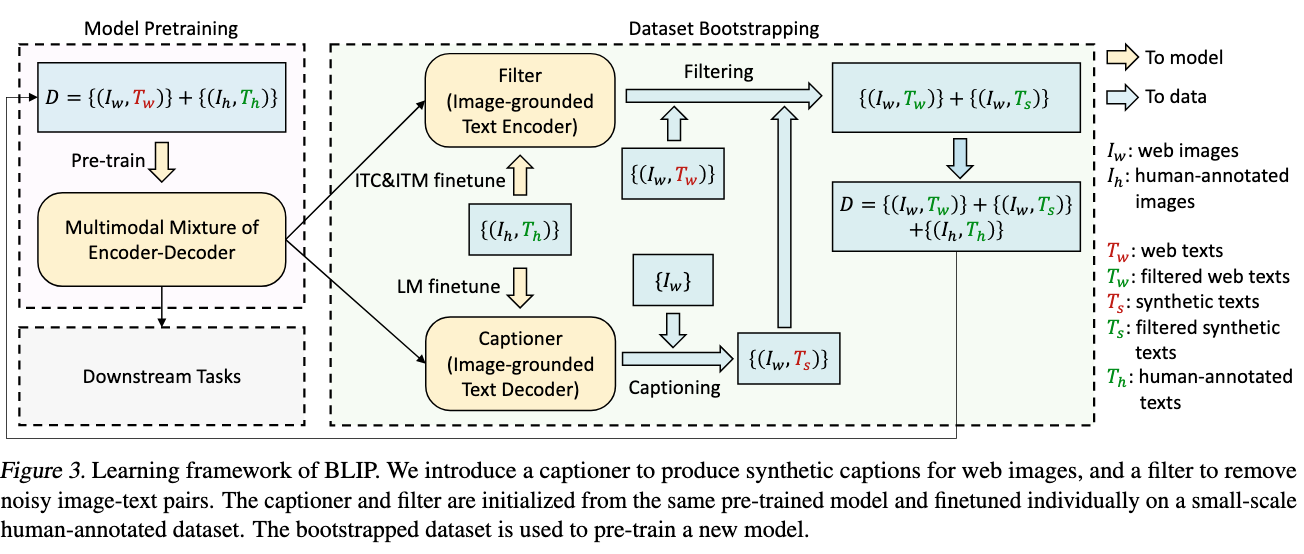 Model Pretraining
D = {(I_w, T_w)} + {(I_h, T_h)}
Pre-train
Multimodal Mixture of
Encoder-Decoder
Downstream Tasks
Dataset Bootstrapping
Filter
(Image-grounded
Text Encoder)
ITC&ITM finetune
{(I_h, T_h)}
LM finetune
Captioner
(Image-grounded
Text Decoder)
Filtering
{(I_w, T_w)}
{I_w}
Captioning
{(I_w, T_s)}
{(I_w, T_w)} + {(I_w, T_s)}
D = {(I_w, T_w)} + {(I_w, T_s)}
+{(I_h, T_h)}
To model
To data
I_w: web images
I_h: human-annotated
images
T_w: web texts
T_w: filtered web texts
T_s: synthetic texts
T_s: filtered synthetic
texts
T_h: human-annotated
texts
Figure 3. Learning framework of BLIP. We introduce a captioner to produce synthetic captions for web images, and a filter to remove
noisy image-text pairs. The captioner and filter are initialized from the same pre-trained model and finetuned individually on a small-scale
human-annotated dataset. The bootstrapped dataset is used to pre-train a new model.